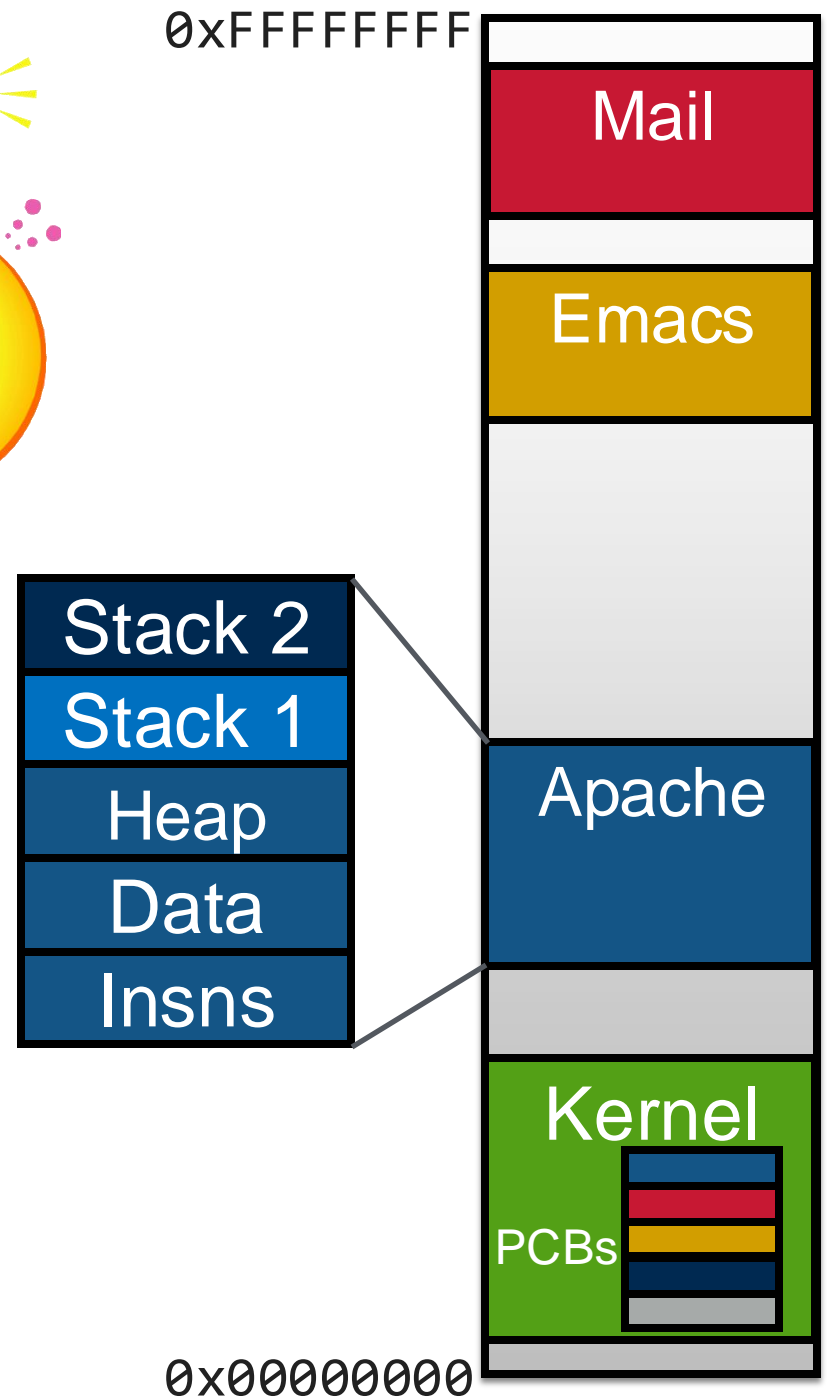 0xFFFFFFFF
Mail
Emacs
Stack 2
Stack 1
Heap
Data
Insns
Apache
Kernel
PCBs
0x00000000